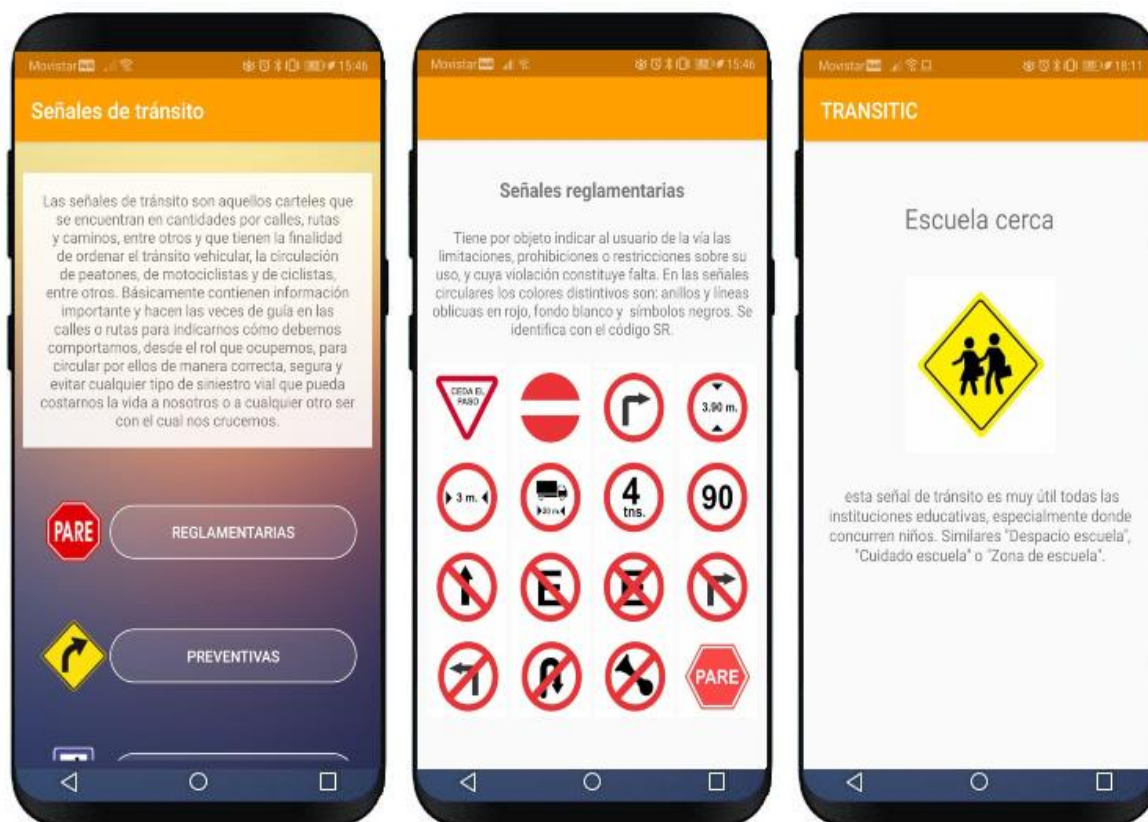 Movistar 15:46
Señales de tránsito
Las señales de tránsito son aquellos carteles que
se encuentran en cantidades por calles, rutas
y caminos, entre otros y que tienen la finalidad
de ordenar el tránsito vehicular, la circulación
de peatones, de motociclistas y de ciclistas,
entre otros. Básicamente contienen información
importante y hacen las veces de guía en las
calles o rutas para indicarnos cómo debemos
comportarnos, desde el rol que ocupemos, para
circular por ellos de manera correcta, segura y
evitar cualquier tipo de siniestro vial que pueda
costarnos la vida a nosotros o a cualquier otro ser
con el cual nos crucemos.
PARE
REGLAMENTARIAS
PREVENTIVAS
Movistar 15:46
Señales reglamentarias
Tiene por objeto indicar al usuario de la vía las
limitaciones, prohibiciones o restricciones sobre su
uso, y cuya violación constituye falta. En las señales
circulares los colores distintivos son: anillos y líneas
oblicuas en rojo, fondo blanco y símbolos negros. Se
identifica con el código SR.
CEDA EL
PASO
3.90 m.
3 m.
4
tns.
90
E
E
PARE
Movistar 18:11
TRANSITIC
Escuela cerca
esta señal de tránsito es muy útil todas las
instituciones educativas, especialmente donde
concurren niños. Similares "Despacio escuela",
"Cuidado escuela" o "Zona de escuela".